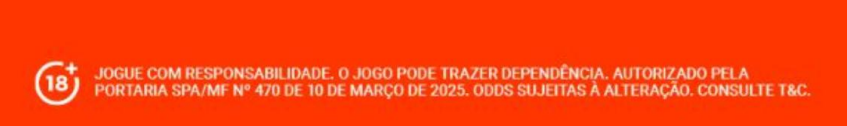 18+
JOGUE COM RESPONSABILIDADE. O JOGO PODE TRAZER DEPENDÊNCIA. AUTORIZADO PELA
PORTARIA SPA/MF Nº 470 DE 10 DE MARÇO DE 2025. ODDS SUJEITAS À ALTERAÇÃO. CONSULTE T&C.